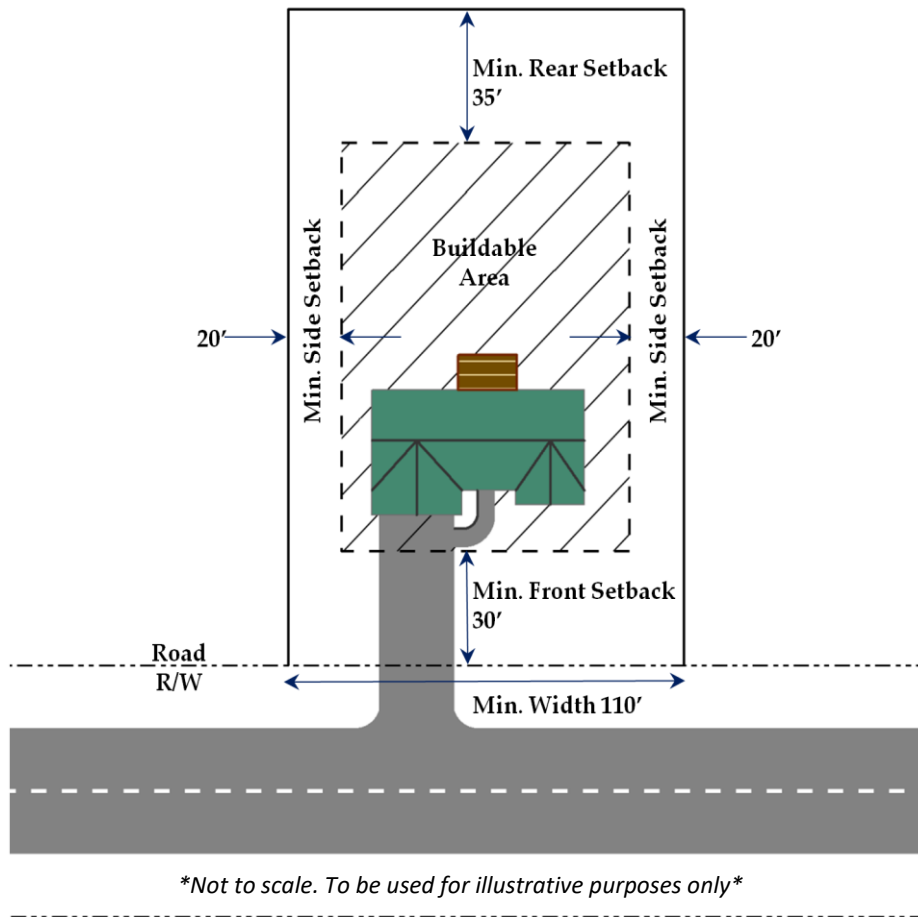 Min. Rear Setback
35’
Buildable
Area
Min. Side Setback
Min. Side Setback
20’
20’
Min. Front Setback
30’
Road
R/W
Min. Width 110’
*Not to scale. To be used for illustrative purposes only*